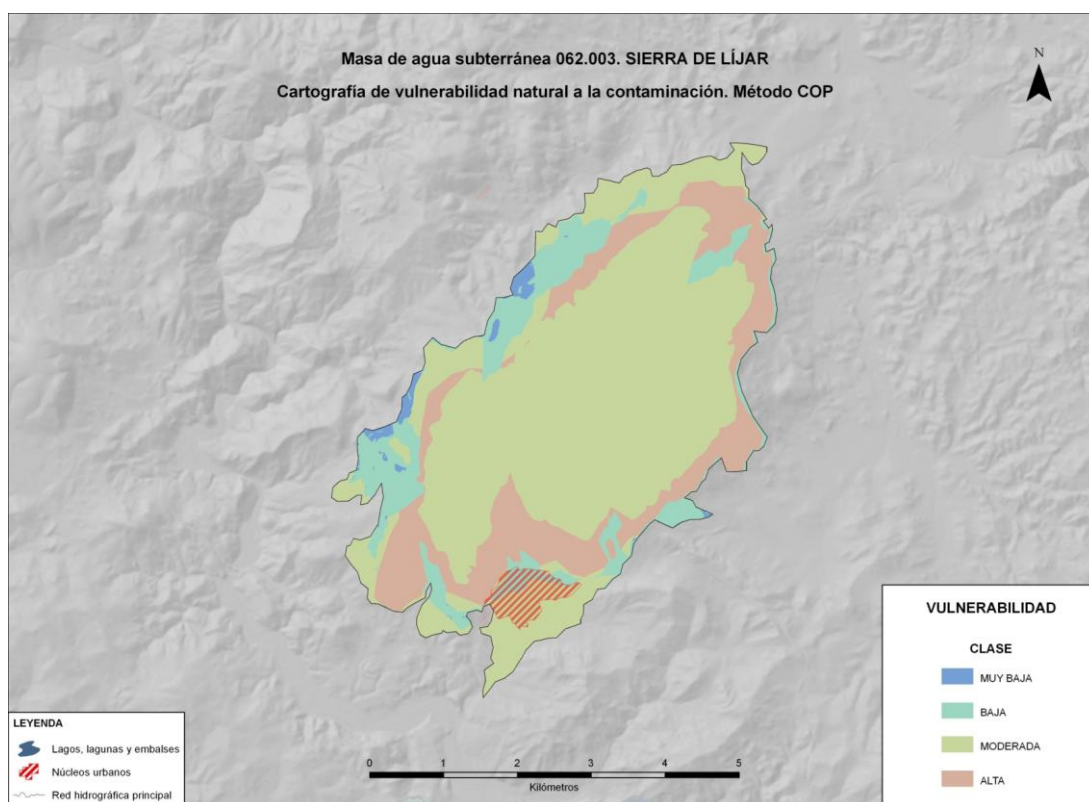 Masa de agua subterránea 062.003. SIERRA DE LÍJAR
Cartografía de vulnerabilidad natural a la contaminación. Método COP
N
VULNERABILIDAD
CLASE
MUY BAJA
BAJA
MODERADA
ALTA
LEYENDA
Lagos, lagunas y embalses
Núcleos urbanos
Red hidrográfica principal
0 1 2 3 4 5
Kilómetros